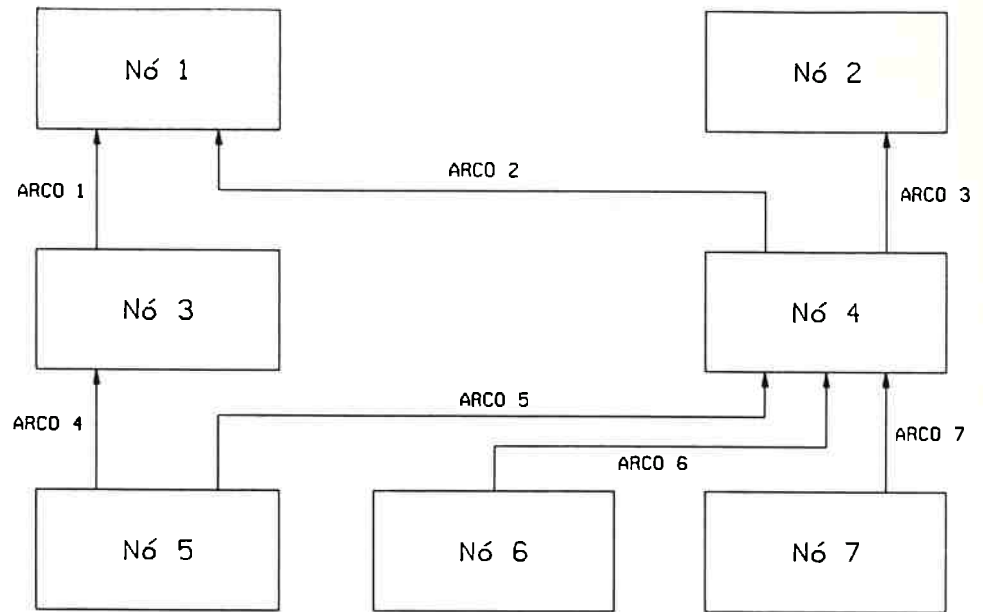 Nó 1
Nó 2
ARCO 2
ARCO 1
ARCO 3
Nó 3
Nó 4
ARCO 5
ARCO 4
ARCO 7
ARCO 6
Nó 5
Nó 6
Nó 7